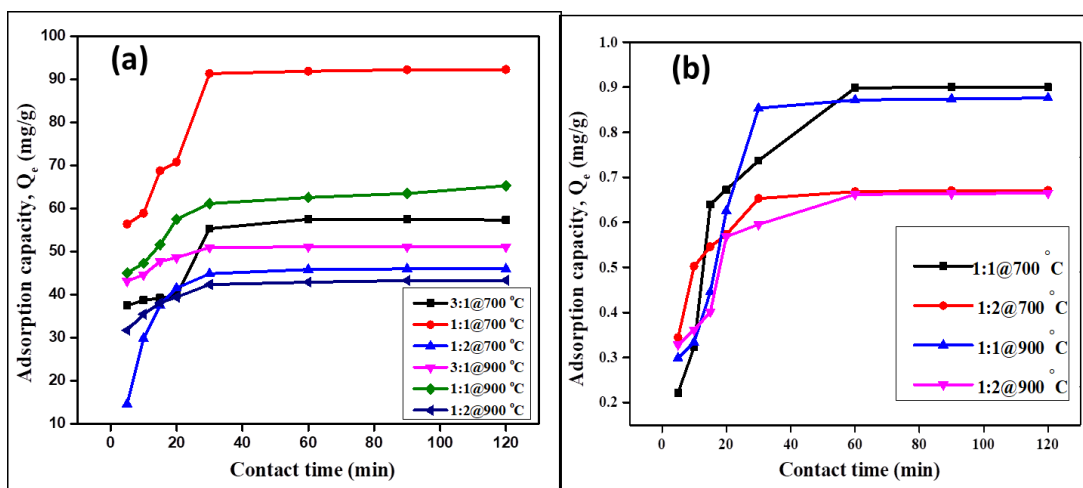 (a)
Adsorption capacity, Qe (mg/g)
100
90
80
70
60
50
40
30
20
10
0 20 40 60 80 100 120
Contact time (min)
3:1@700 °C
1:1@700 °C
1:2@700 °C
3:1@900 °C
1:1@900 °C
1:2@900 °C
(b)
Adsorption capacity, Qe (mg/g)
1.0
0.9
0.8
0.7
0.6
0.5
0.4
0.3
0.2
0 20 40 60 80 100 120
Contact time (min)
1:1@700 °C
1:2@700 °C
1:1@900 °C
1:2@900 °C